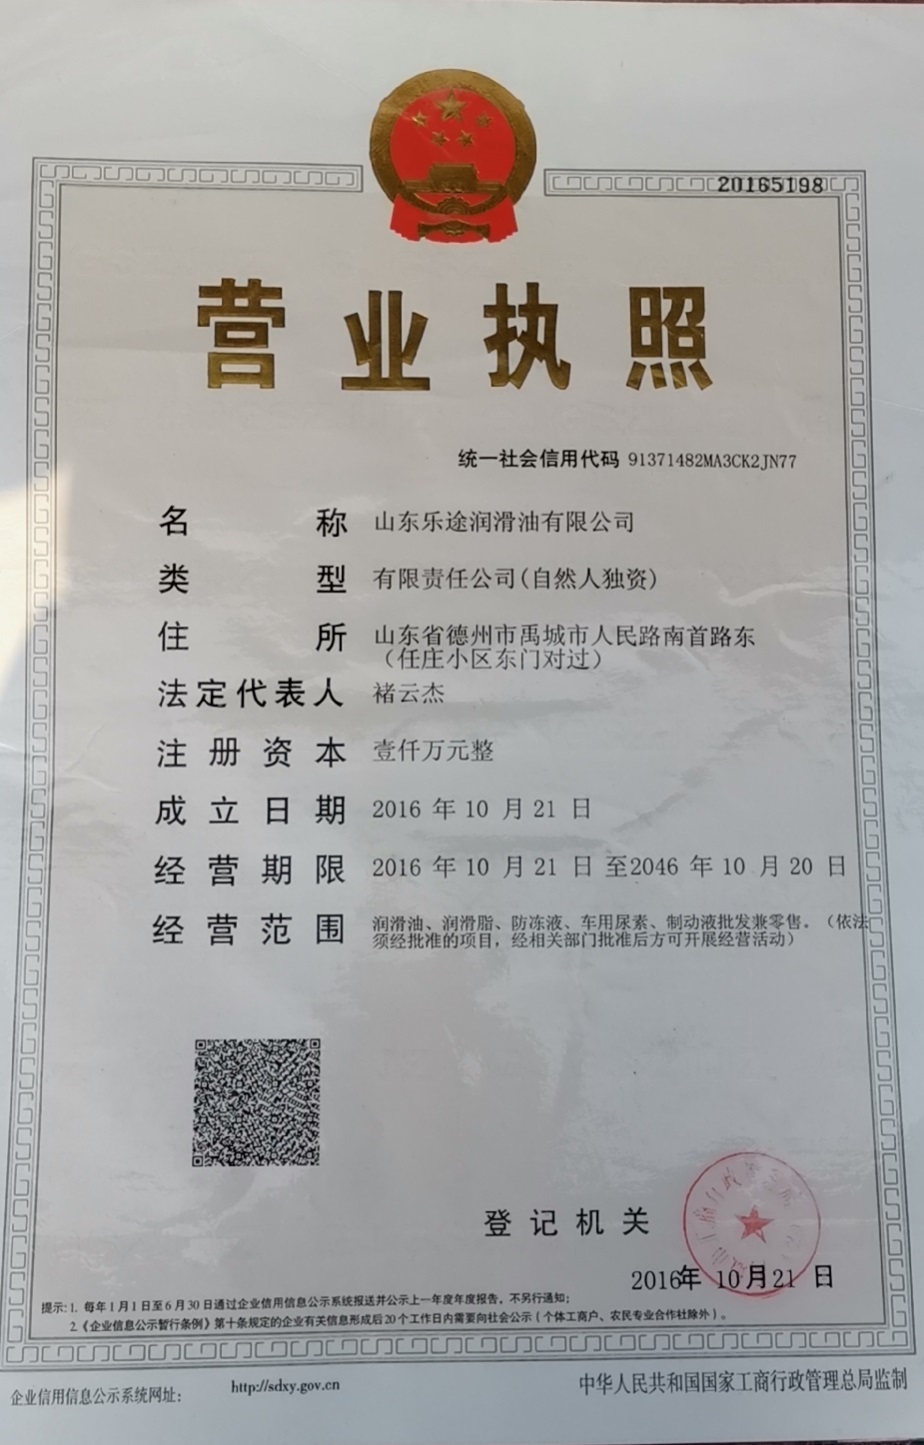 20165198
营业执照
统一社会信用代码 91371482MA3CK2JN77
名称 山东乐途润滑油有限公司
类型 有限责任公司(自然人独资)
住所 山东省德州市禹城市人民路南首路东
（任庄小区东门对过）
法定代表人 褚云杰
注册资本 壹仟万元整
成立日期 2016 年 10 月 21 日
经营期限 2016 年 10 月 21 日 至2046 年 10 月 20 日
经营范围 润滑油、润滑脂、防冻液、车用尿素、制动液批发兼零售。（依法
须经批准的项目，经相关部门批准后方可开展经营活动）
登记机关
2016年 10月21 日
提示: 1. 每年1月1日至6月30日通过企业信用信息公示系统报送并公示上一年度年度报告，不另行通知；
2.《企业信息公示暂行条例》第十条规定的企业有关信息形成后20个工作日内需要向社会公示（个体工商户、农民专业合作社除外）。
企业信用信息公示系统网址： http://sdxy.gov.cn 中华人民共和国国家工商行政管理总局监制